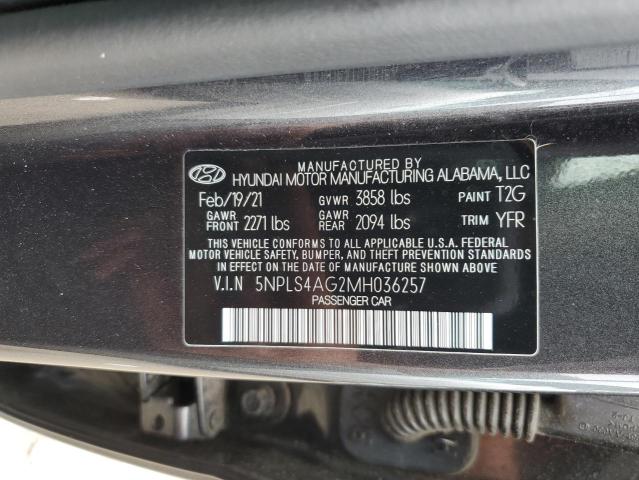 MANUFACTURED BY
HYUNDAI MOTOR MANUFACTURING ALABAMA, LLC
Feb/19/21 GVWR 3858 lbs PAINT T2G
GAWR FRONT 2271 lbs GAWR REAR 2094 lbs TRIM YFR
THIS VEHICLE CONFORMS TO ALL APPLICABLE U.S.A. FEDERAL
MOTOR VEHICLE SAFETY, BUMPER, AND THEFT PREVENTION STANDARDS
IN EFFECT ON THE DATE OF MANUFACTURE SHOWN ABOVE
V.I.N 5NPLS4AG2MH036257
PASSENGER CAR